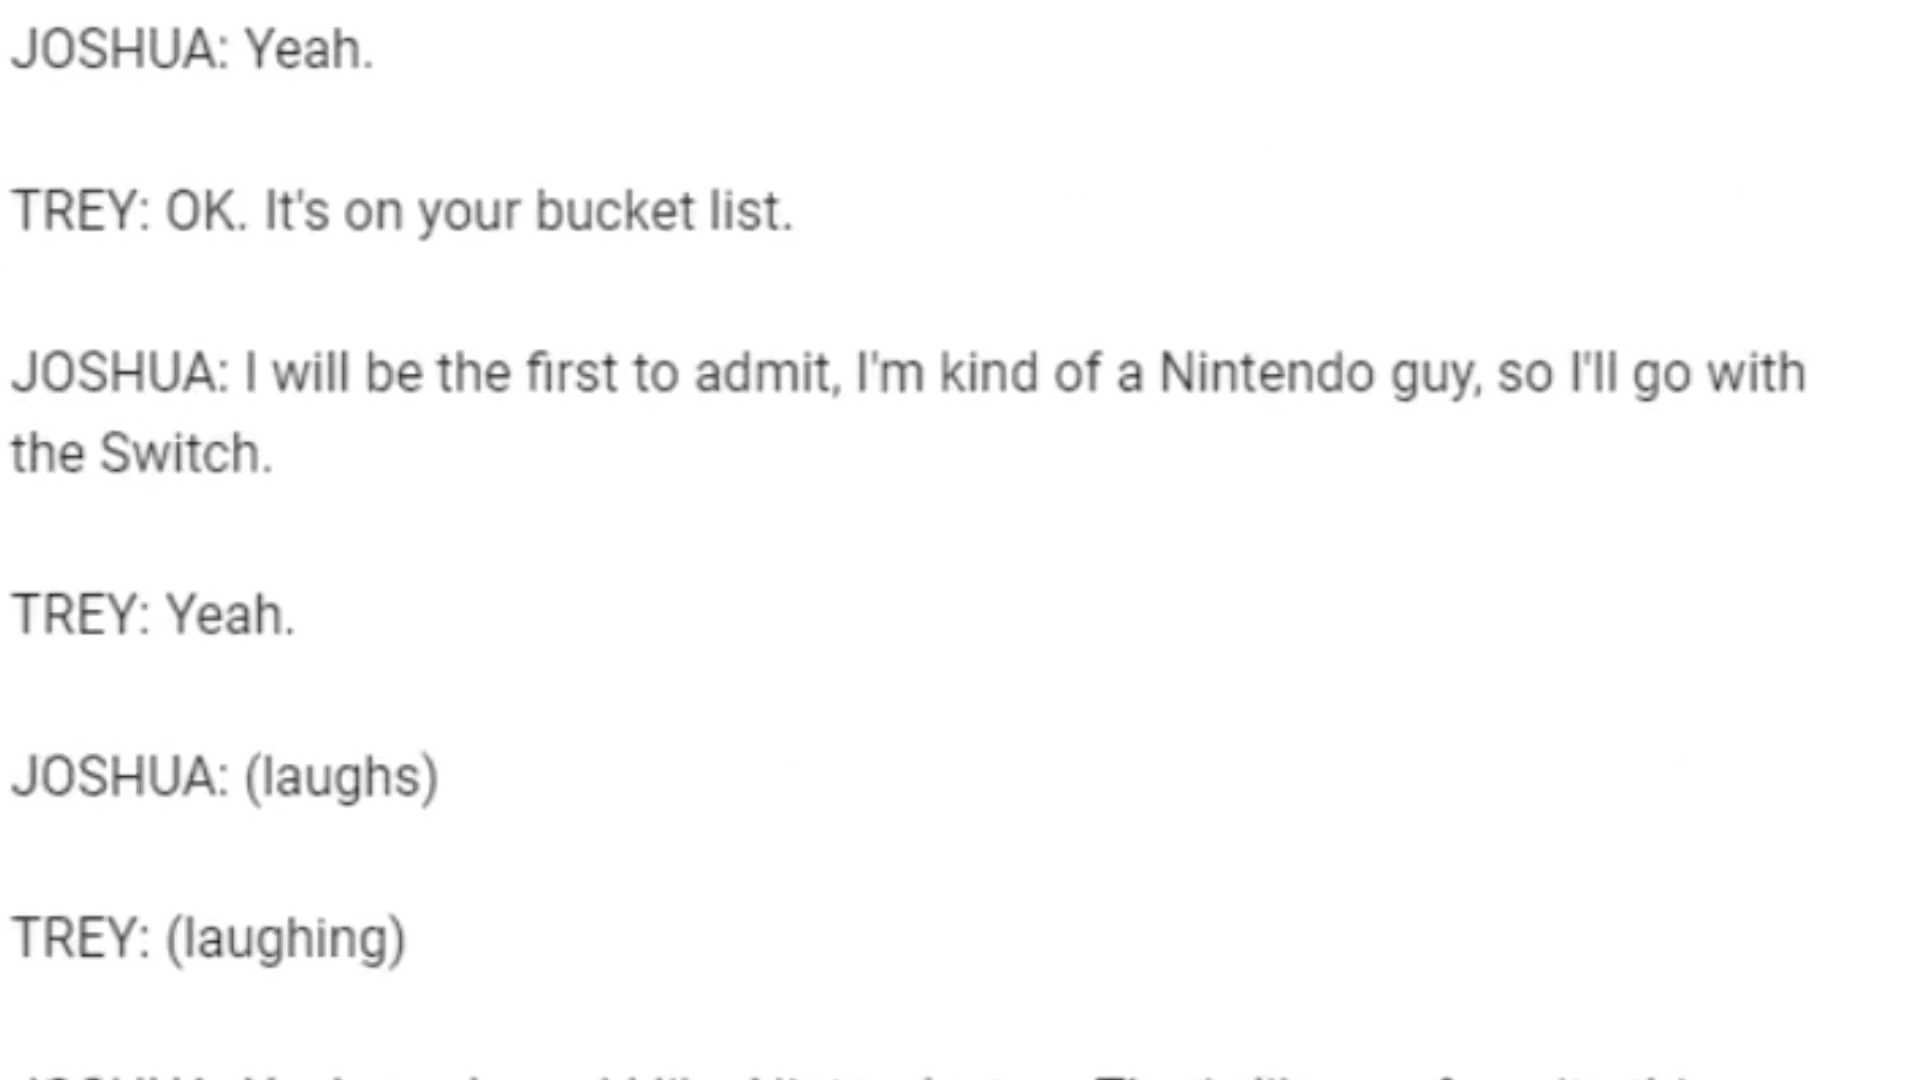 JOSHUA: Yeah.
TREY: OK. It's on your bucket list.
JOSHUA: I will be the first to admit, I'm kind of a Nintendo guy, so I'll go with
the Switch.
TREY: Yeah.
JOSHUA: (laughs)
TREY: (laughing)